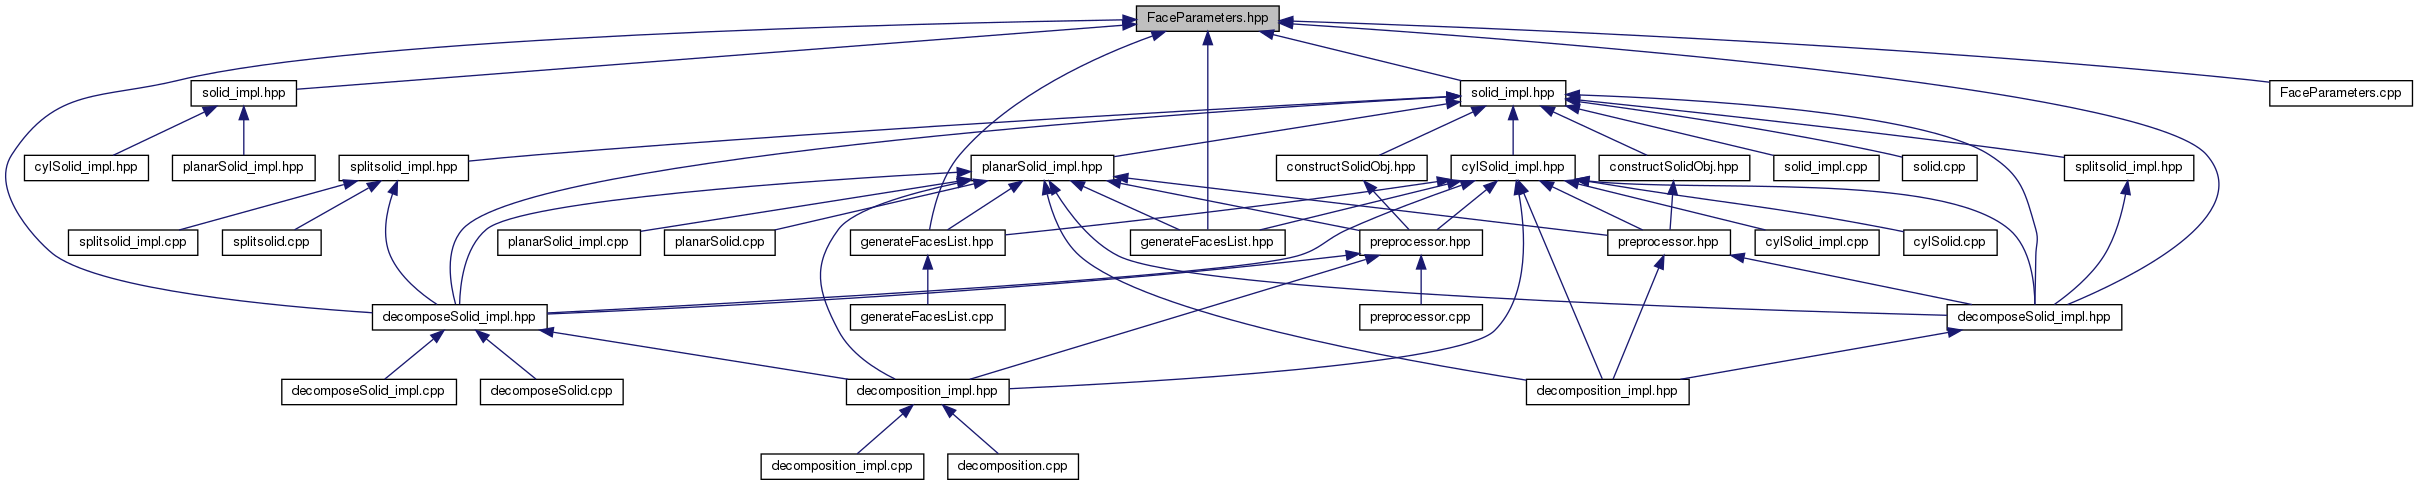 FaceParameters.hpp
solid_impl.hpp
solid_impl.hpp
FaceParameters.cpp
cylSolid_impl.hpp
planarSolid_impl.hpp
splitsolid_impl.hpp
planarSolid_impl.hpp
constructSolidObj.hpp
cylSolid_impl.hpp
constructSolidObj.hpp
solid_impl.cpp
solid.cpp
splitsolid_impl.hpp
splitsolid_impl.cpp
splitsolid.cpp
planarSolid_impl.cpp
planarSolid.cpp
generateFacesList.hpp
generateFacesList.hpp
preprocessor.hpp
preprocessor.hpp
cylSolid_impl.cpp
cylSolid.cpp
decomposeSolid_impl.hpp
generateFacesList.cpp
preprocessor.cpp
decomposeSolid_impl.hpp
decomposeSolid_impl.cpp
decomposeSolid.cpp
decomposition_impl.hpp
decomposition_impl.hpp
decomposition_impl.cpp
decomposition.cpp